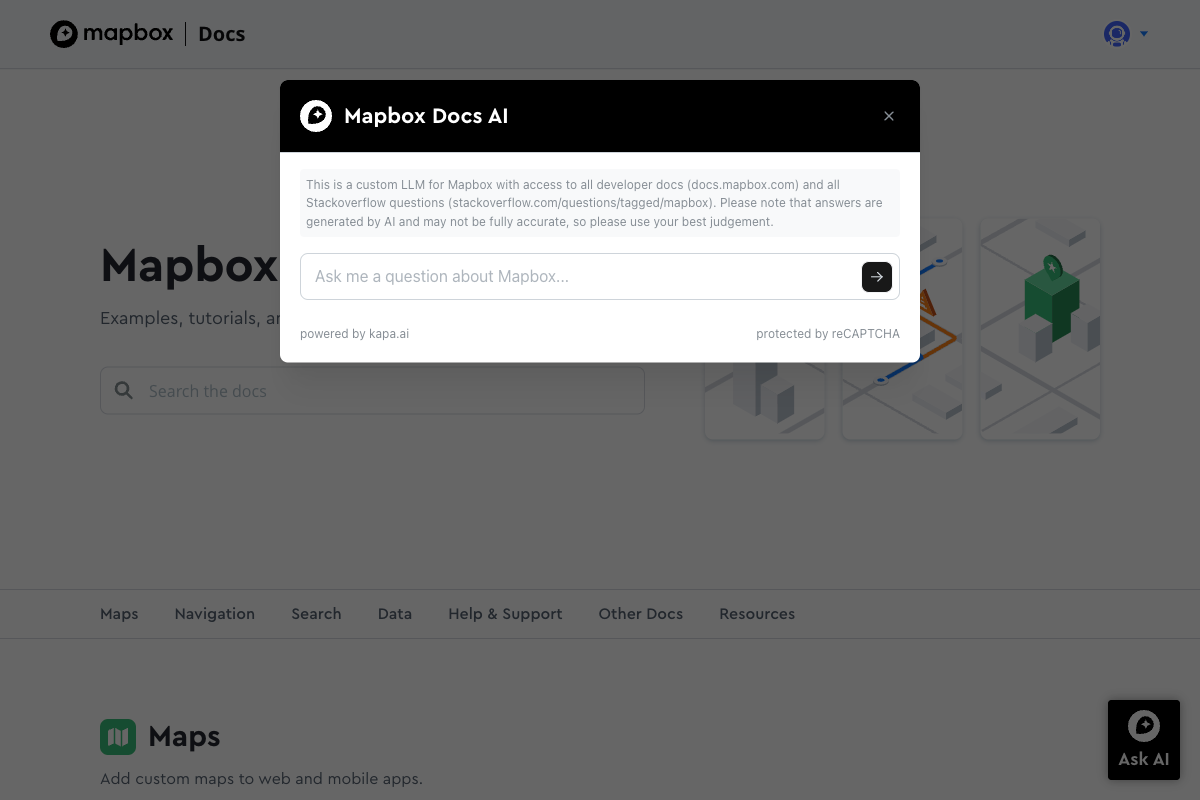 mapbox Docs
Mapbox Docs AI
This is a custom LLM for Mapbox with access to all developer docs (docs.mapbox.com) and all
Stackoverflow questions (stackoverflow.com/questions/tagged/mapbox). Please note that answers are
generated by AI and may not be fully accurate, so please use your best judgement.
Ask me a question about Mapbox...
powered by kapa.ai
protected by reCAPTCHA
Mapbox
Examples, tutorials,
Search the docs
Maps Navigation Search Data Help & Support Other Docs Resources
Maps
Add custom maps to web and mobile apps.
Ask AI